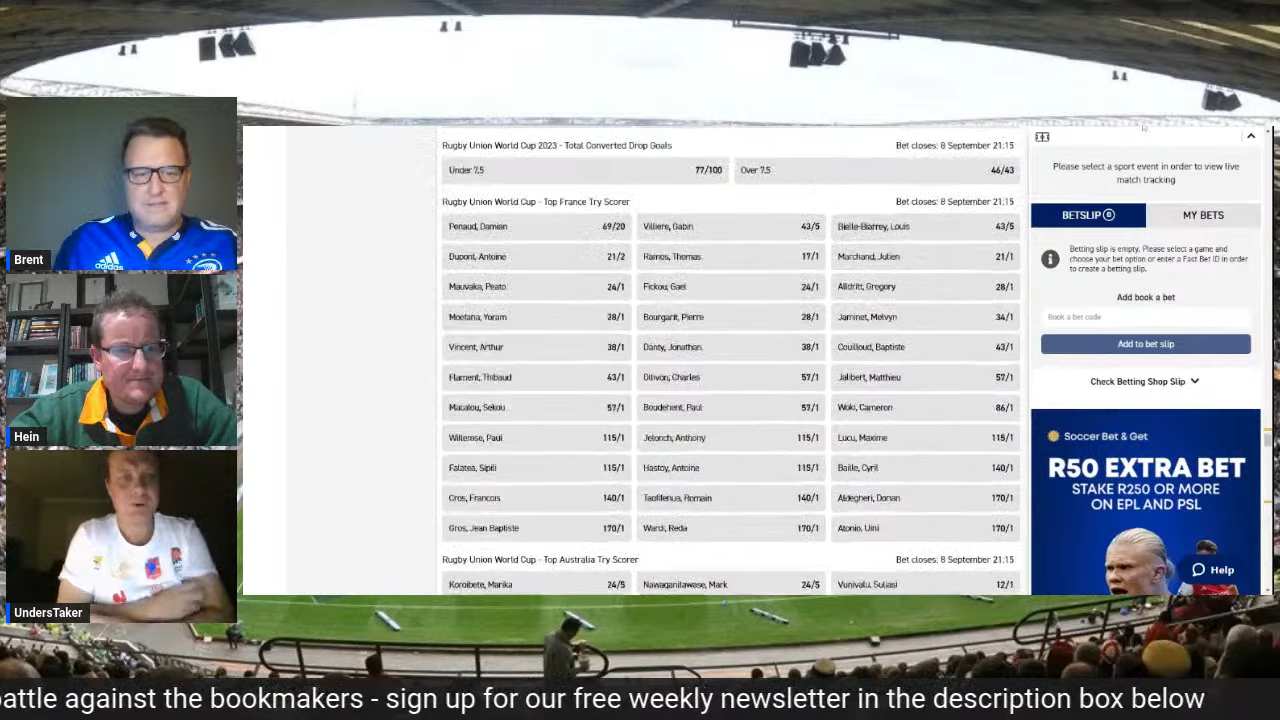 Brent
adidas
Hein
UndersTaker
Rugby Union World Cup 2023 - Total Converted Drop Goals Bet closes: 8 September 21:15
Under 7.5 77/100 Over 7.5 46/43
Rugby Union World Cup - Top France Try Scorer Bet closes: 8 September 21:15
Penaud, Damian 69/20 Villiere, Gabin 43/5 Bielle-Biarrey, Louis 43/5
Dupont, Antoine 21/2 Ramos, Thomas 17/1 Marchand, Julien 21/1
Mauvaka, Peato 24/1 Fickou, Gael 24/1 Alldritt, Gregory 28/1
Moefana, Yoram 28/1 Bourgarit, Pierre 28/1 Jaminet, Melvyn 34/1
Vincent, Arthur 38/1 Danty, Jonathan. 38/1 Couilloud, Baptiste 43/1
Flament, Thibaud 43/1 Ollivon, Charles 57/1 Jalibert, Matthieu 57/1
Macalou, Sekou 57/1 Boudehent, Paul 57/1 Woki, Cameron 86/1
Willemse, Paul 115/1 Jelonch, Anthony 115/1 Lucu, Maxime 115/1
Falatea, Sipili 115/1 Hastoy, Antoine 115/1 Baille, Cyril 140/1
Cros, Francois 140/1 Taofifenua, Romain 140/1 Aldegheri, Dorian 170/1
Gros, Jean Baptiste 170/1 Wardi, Reda 170/1 Atonio, Uini 170/1
Rugby Union World Cup - Top Australia Try Scorer Bet closes: 8 September 21:15
Koroibete, Marika 24/5 Nawaqanitawase, Mark 24/5 Vunivalu, Suliasi 12/1
Please select a sport event in order to view live
match tracking
BETSLIP 0 MY BETS
Betting slip is empty. Please select a game and
choose your bet option or enter a Fast Bet ID in order
to create a betting slip.
Add book a bet
Book a bet code
Add to bet slip
Check Betting Shop Slip
Soccer Bet & Get
R50 EXTRA BET
STAKE R250 OR MORE
ON EPL AND PSL
Help
battle against the bookmakers - sign up for our free weekly newsletter in the description box below